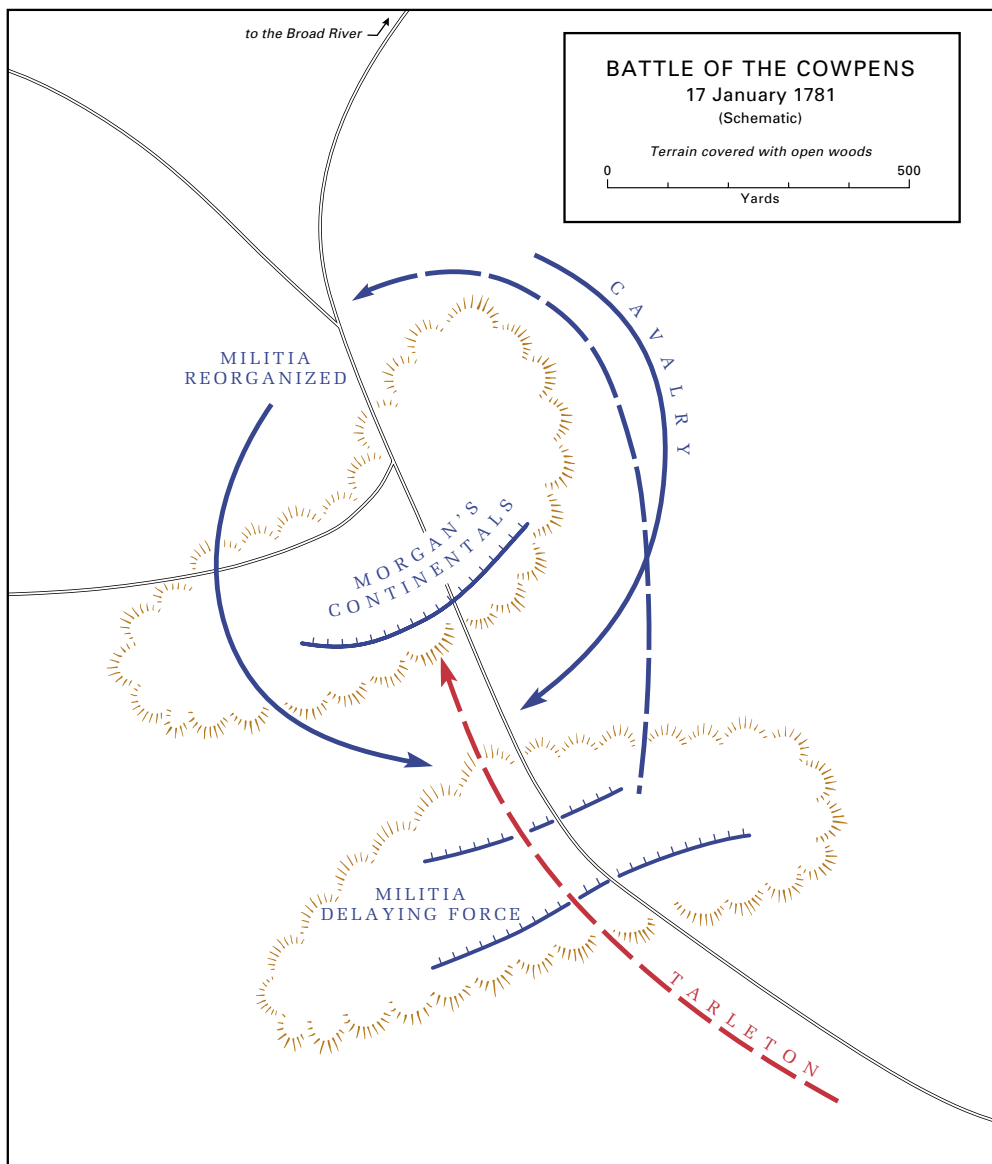 to the Broad River
BATTLE OF THE COWPENS
17 January 1781
(Schematic)
Terrain covered with open woods
0 500
Yards
CAVALRY
MILITIA
REORGANIZED
MORGAN'S
CONTINENTALS
MILITIA
DELAYING FORCE
TARLETON